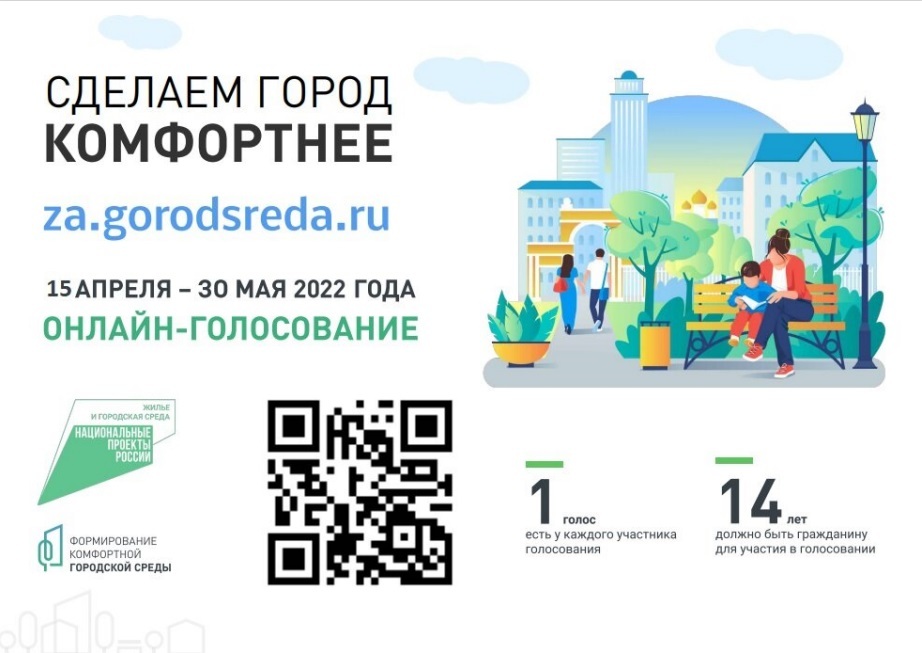 СДЕЛАЕМ ГОРОД
КОМФОРТНЕЕ
za.gorodsreda.ru
15 АПРЕЛЯ – 30 МАЯ 2022 ГОДА
ОНЛАЙН-ГОЛОСОВАНИЕ
ЖИЛЬЕ
И ГОРОДСКАЯ СРЕДА
НАЦИОНАЛЬНЫЕ
ПРОЕКТЫ
РОССИИ
ФОРМИРОВАНИЕ
КОМФОРТНОЙ
ГОРОДСКОЙ СРЕДЫ
1 голос
есть у каждого участника
голосования
14 лет
должно быть гражданину
для участия в голосовании